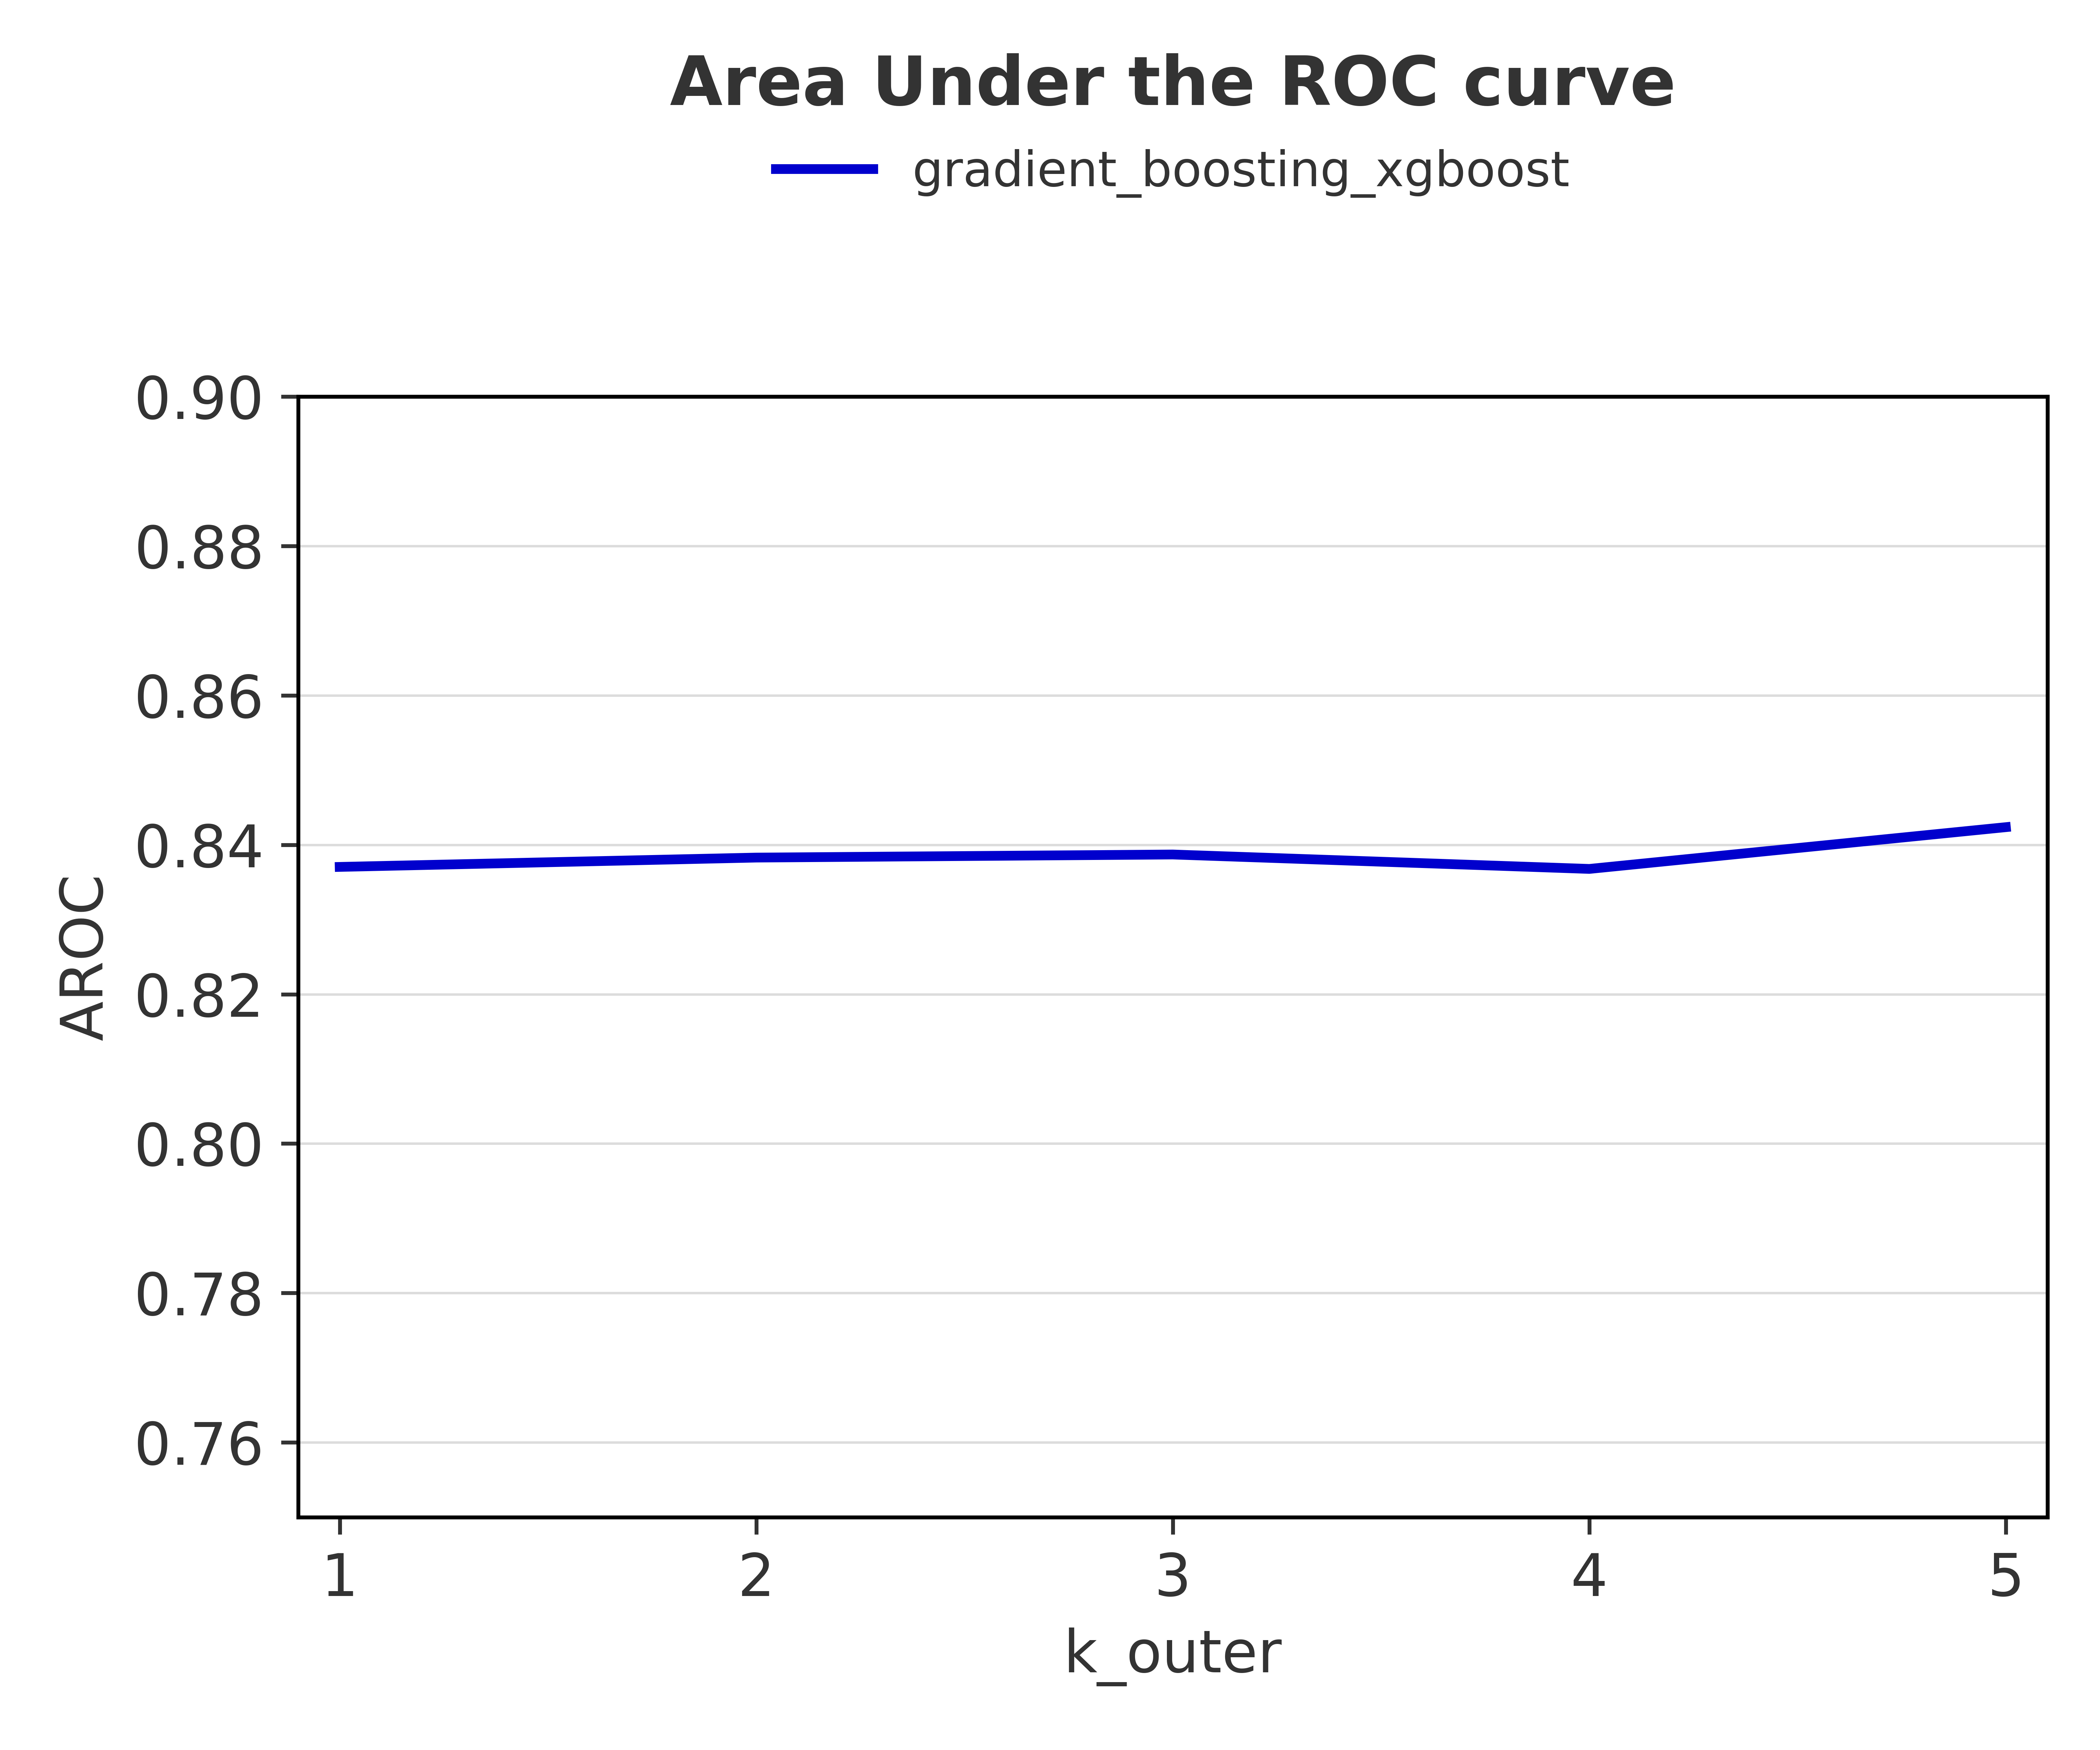 Area Under the ROC curve
gradient_boosting_xgboost
0.90
0.88
0.86
0.84
0.82
0.80
0.78
0.76
AROC
1 2 3 4 5
k_outer